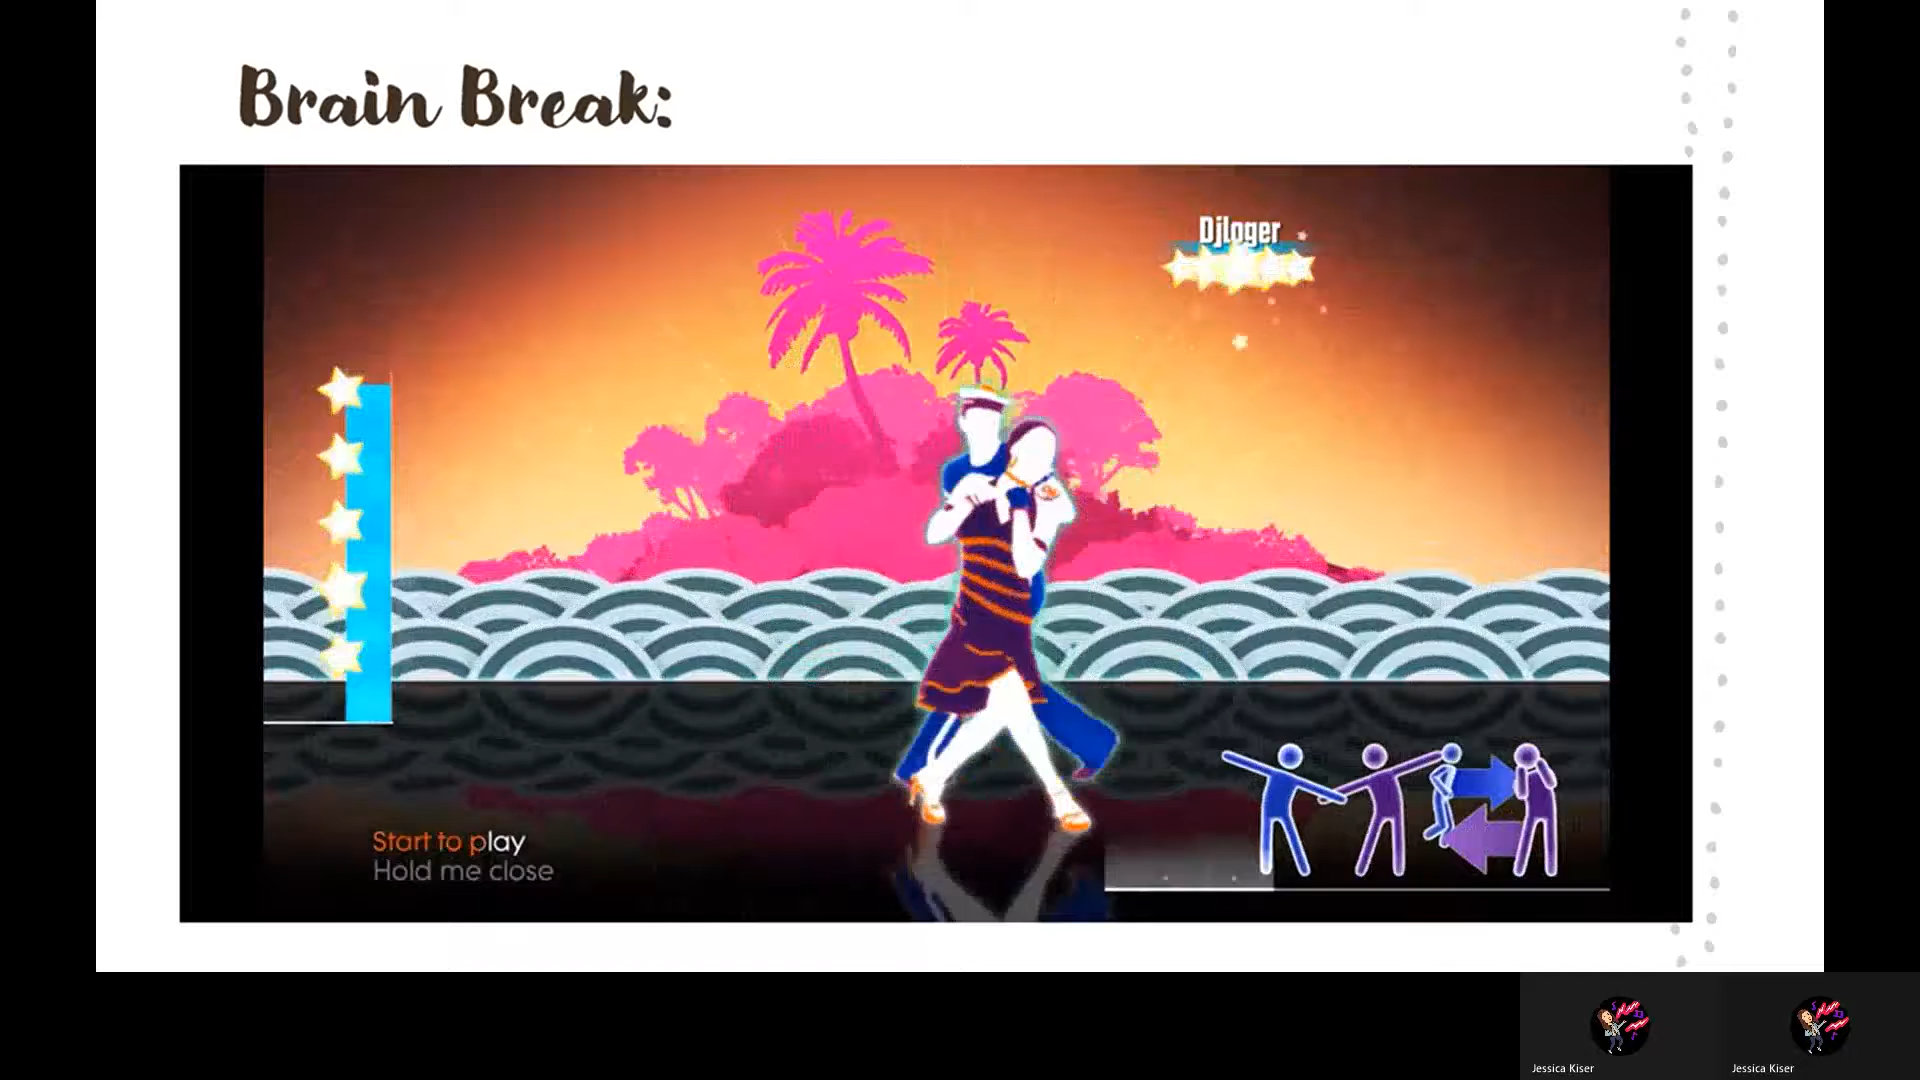 Brain Break:
Djloger
Start to play
Hold me close
Jessica Kiser
Jessica Kiser